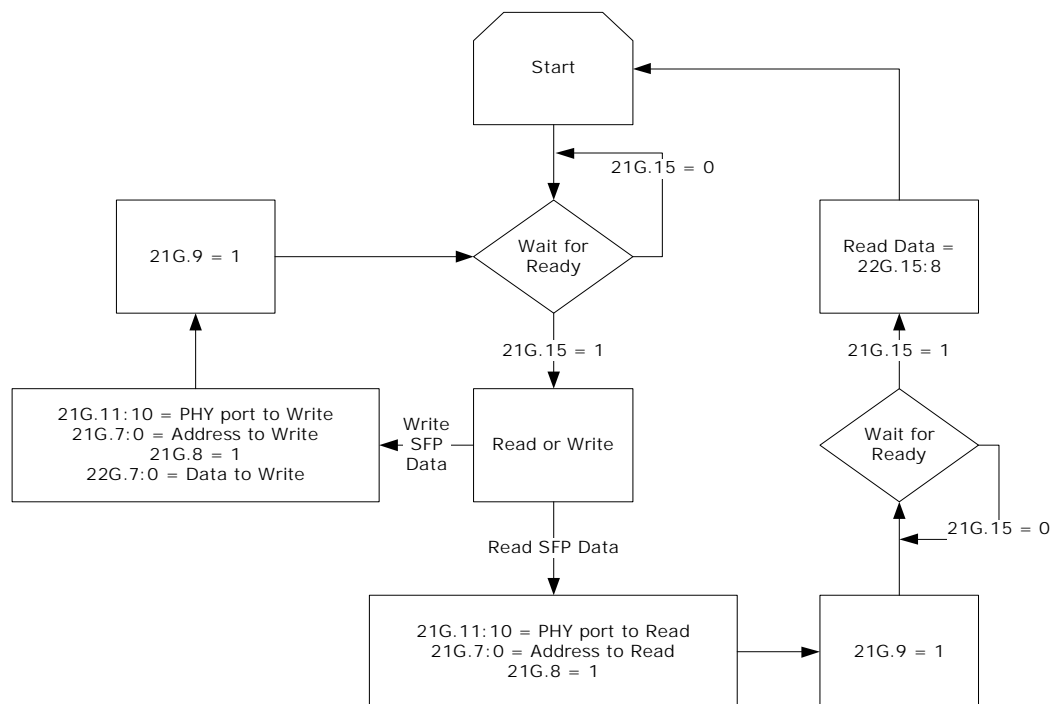 Start
21G.15 = 0
21G.9 = 1
Wait for
Ready
Read Data =
22G.15:8
21G.15 = 1
21G.15 = 1
21G.11:10 = PHY port to Write
21G.7:0 = Address to Write
21G.8 = 1
22G.7:0 = Data to Write
Write
SFP
Data
Read or Write
Wait for
Ready
21G.15 = 0
Read SFP Data
21G.11:10 = PHY port to Read
21G.7:0 = Address to Read
21G.8 = 1
21G.9 = 1